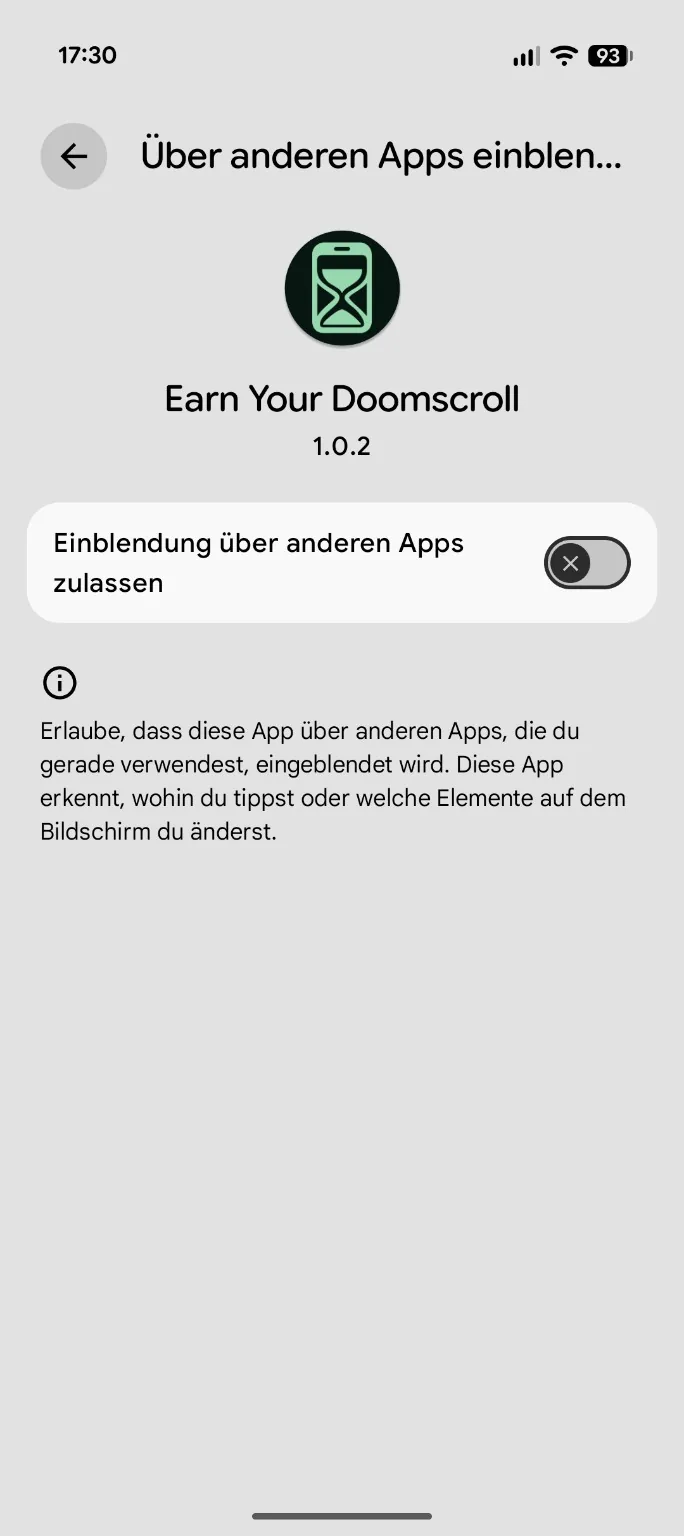 17:30
93
Über anderen Apps einblen...
Earn Your Doomscroll
1.0.2
Einblendung über anderen Apps
zulassen
Erlaube, dass diese App über anderen Apps, die du
gerade verwendest, eingeblendet wird. Diese App
erkennt, wohin du tippst oder welche Elemente auf dem
Bildschirm du änderst.